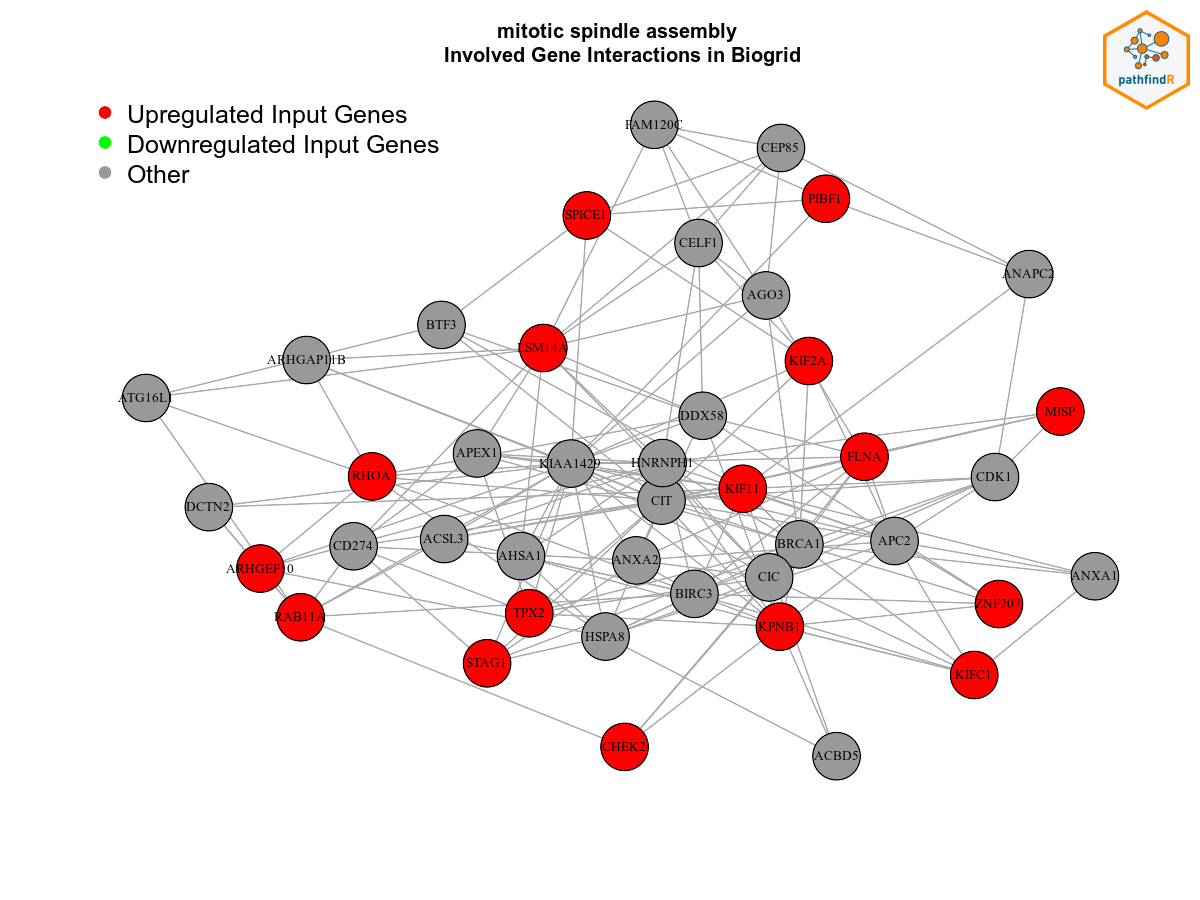 mitotic spindle assembly
Involved Gene Interactions in Biogrid
pathfindR
Upregulated Input Genes
Downregulated Input Genes
Other
FAM120C
CEP85
PIBF1
SPICE1
CELF1
ANAPC2
AGO3
BTF3
LSM14A
ARHGAP11B
KIF2A
ATG16L1
MISP
DDX58
APEX1
FLNA
KIAA1429
HNRNPH1
RHOA
CDK1
KIF11
CIT
DCTN2
ACSL3
APC2
CD274
BRCA1
AHSA1
ANXA2
ARHGEF10
CIC
ANXA1
BIRC3
ZNF207
TPX2
RAB11A
KPNB1
HSPA8
STAG1
KIFC1
CHEK2
ACBD5